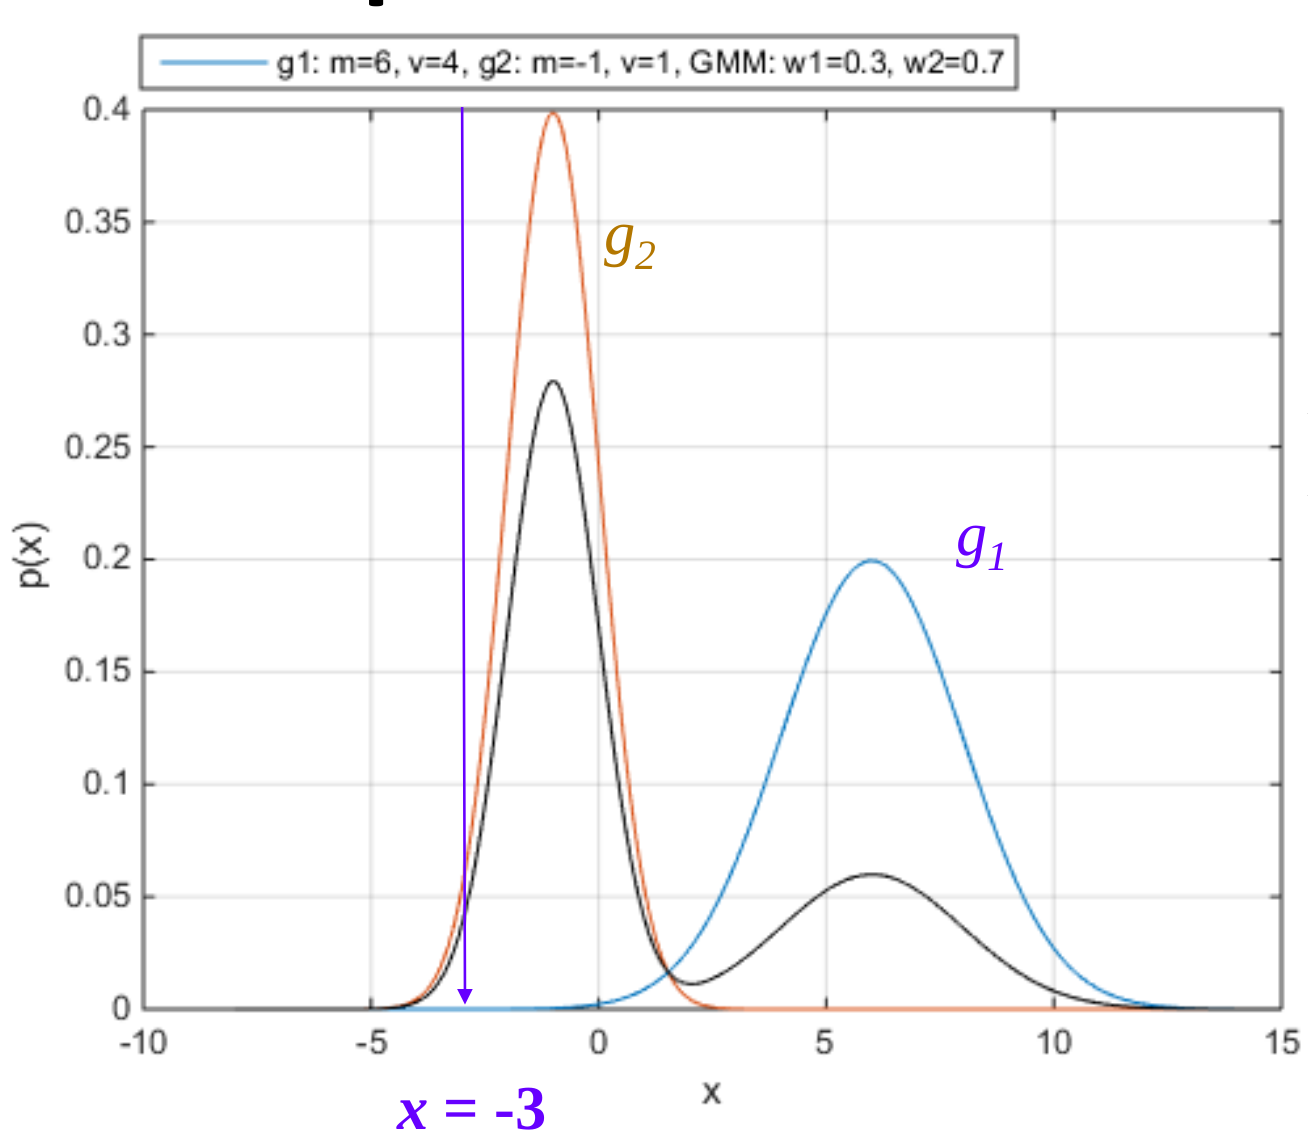 g1: m=6, v=4, g2: m=-1, v=1, GMM: w1=0.3, w2=0.7
0.4
0.35
g2
0.3
0.25
g1
0.2
p(x)
0.15
0.1
0.05
0
-10 -5 0 5 10 15
x
x = -3